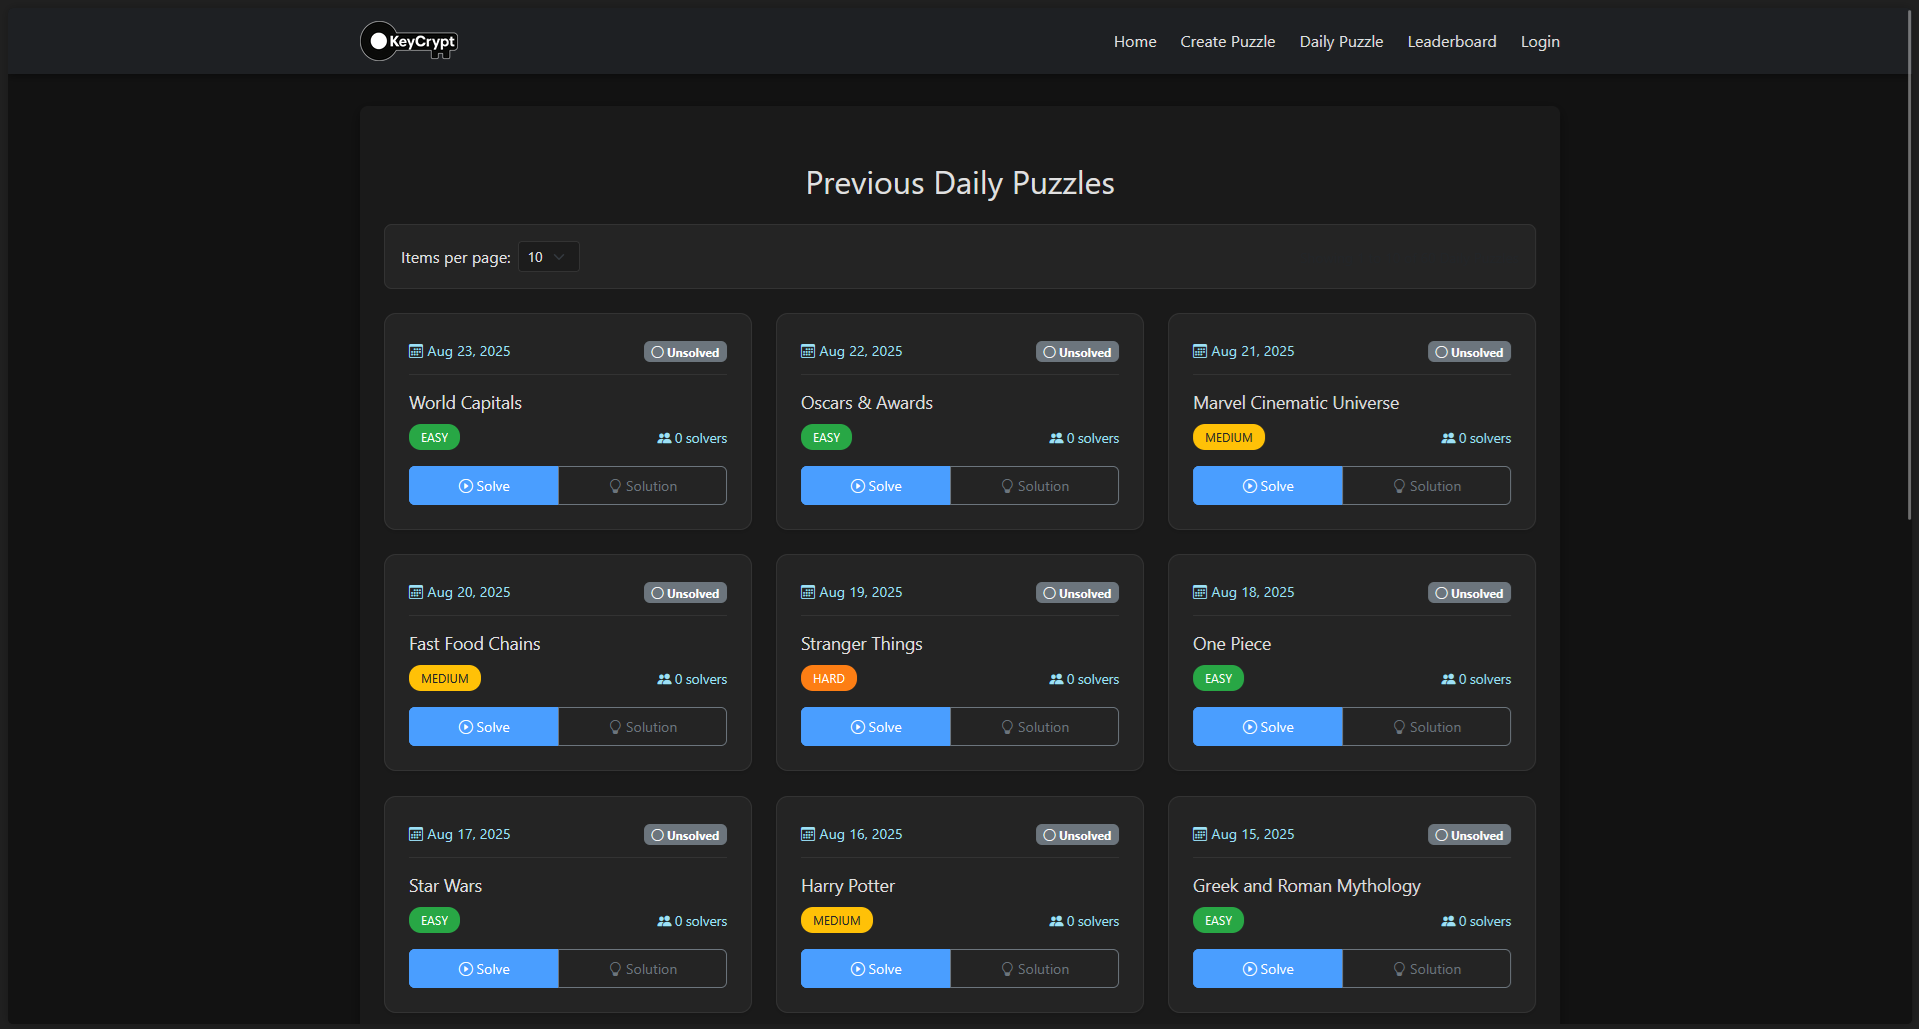 KeyCrypt
Home Create Puzzle Daily Puzzle Leaderboard Login
Previous Daily Puzzles
Items per page: 10
Aug 23, 2025 Unsolved
World Capitals
EASY 0 solvers
Solve Solution
Aug 22, 2025 Unsolved
Oscars & Awards
EASY 0 solvers
Solve Solution
Aug 21, 2025 Unsolved
Marvel Cinematic Universe
MEDIUM 0 solvers
Solve Solution
Aug 20, 2025 Unsolved
Fast Food Chains
MEDIUM 0 solvers
Solve Solution
Aug 19, 2025 Unsolved
Stranger Things
HARD 0 solvers
Solve Solution
Aug 18, 2025 Unsolved
One Piece
EASY 0 solvers
Solve Solution
Aug 17, 2025 Unsolved
Star Wars
EASY 0 solvers
Solve Solution
Aug 16, 2025 Unsolved
Harry Potter
MEDIUM 0 solvers
Solve Solution
Aug 15, 2025 Unsolved
Greek and Roman Mythology
EASY 0 solvers
Solve Solution